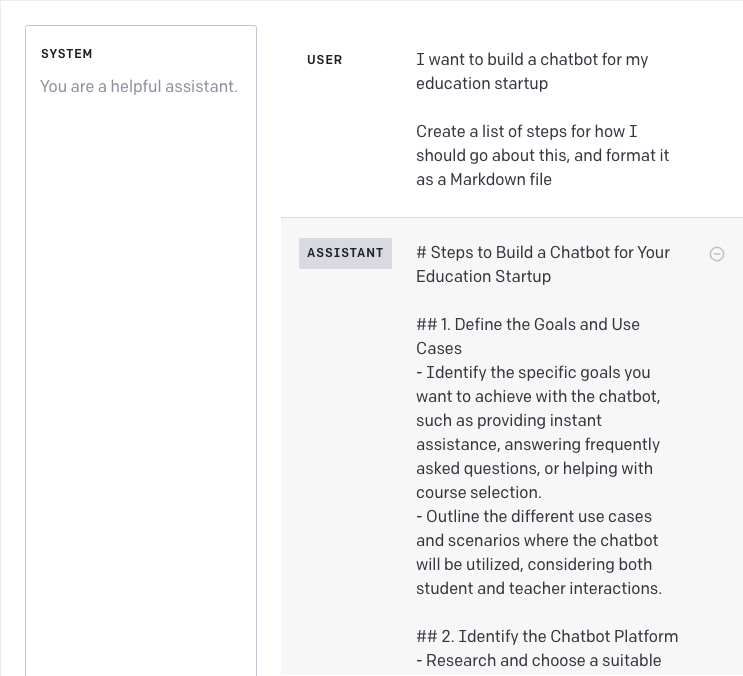 SYSTEM
You are a helpful assistant.
USER
I want to build a chatbot for my
education startup
Create a list of steps for how I
should go about this, and format it
as a Markdown file
ASSISTANT
# Steps to Build a Chatbot for Your
Education Startup
## 1. Define the Goals and Use
Cases
- Identify the specific goals you
want to achieve with the chatbot,
such as providing instant
assistance, answering frequently
asked questions, or helping with
course selection.
- Outline the different use cases
and scenarios where the chatbot
will be utilized, considering both
student and teacher interactions.
## 2. Identify the Chatbot Platform
- Research and choose a suitable